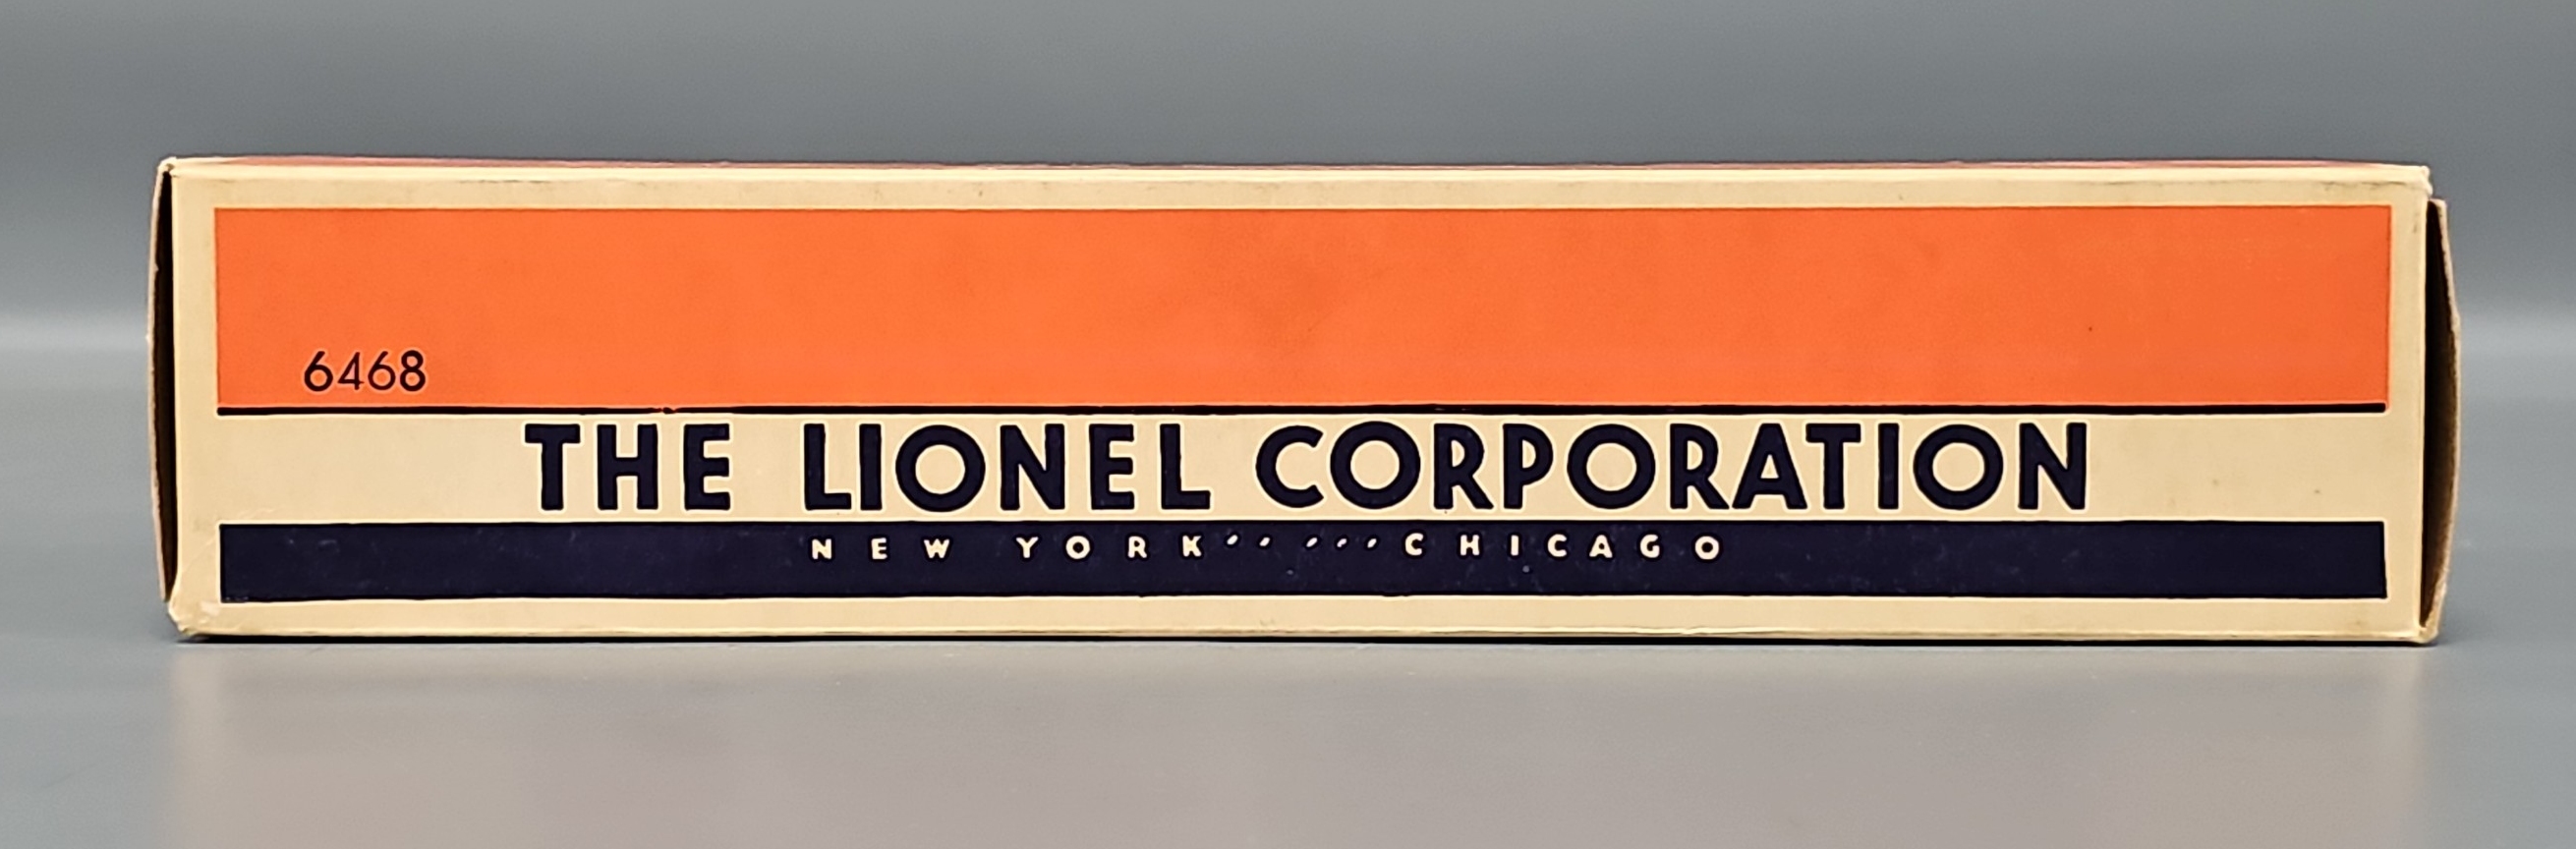 6468
THE LIONEL CORPORATION
NEW YORK·· ···CHICAGO